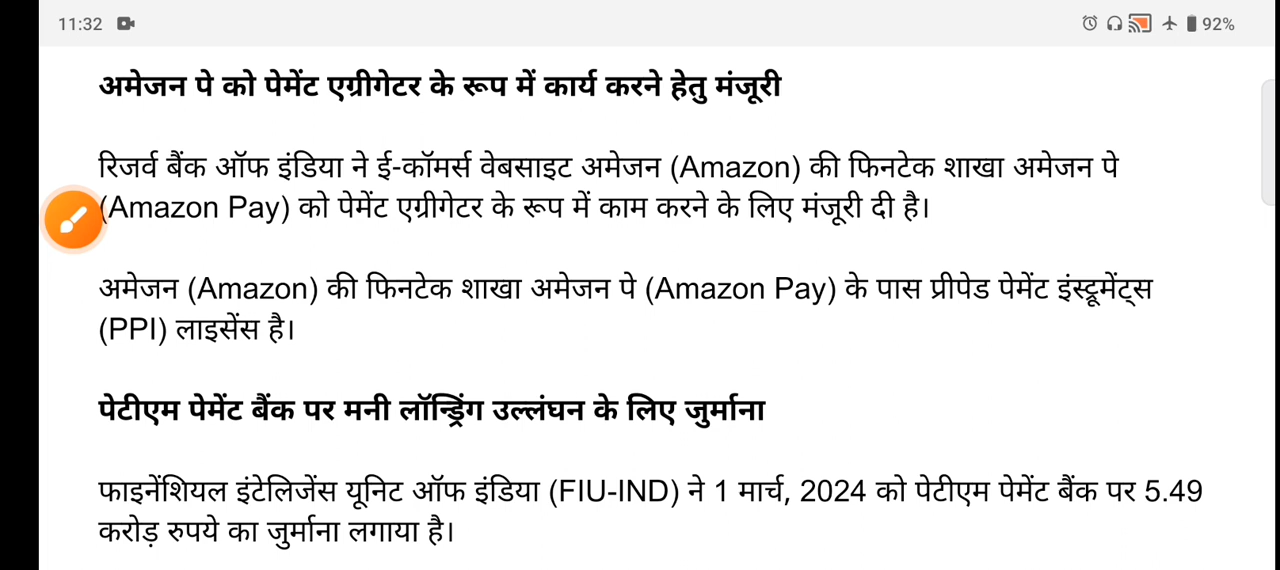 11:32
92%
अमेजन पे को पेमेंट एग्रीगेटर के रूप में कार्य करने हेतु मंजूरी
रिजर्व बैंक ऑफ इंडिया ने ई-कॉमर्स वेबसाइट अमेजन (Amazon) की फिनटेक शाखा अमेजन पे
(Amazon Pay) को पेमेंट एग्रीगेटर के रूप में काम करने के लिए मंजूरी दी है।
अमेजन (Amazon) की फिनटेक शाखा अमेजन पे (Amazon Pay) के पास प्रीपेड पेमेंट इंस्ट्रूमेंट्स
(PPI) लाइसेंस है।
पेटीएम पेमेंट बैंक पर मनी लॉन्ड्रिंग उल्लंघन के लिए जुर्माना
फाइनेंशियल इंटेलिजेंस यूनिट ऑफ इंडिया (FIU-IND) ने 1 मार्च, 2024 को पेटीएम पेमेंट बैंक पर 5.49
करोड़ रुपये का जुर्माना लगाया है।